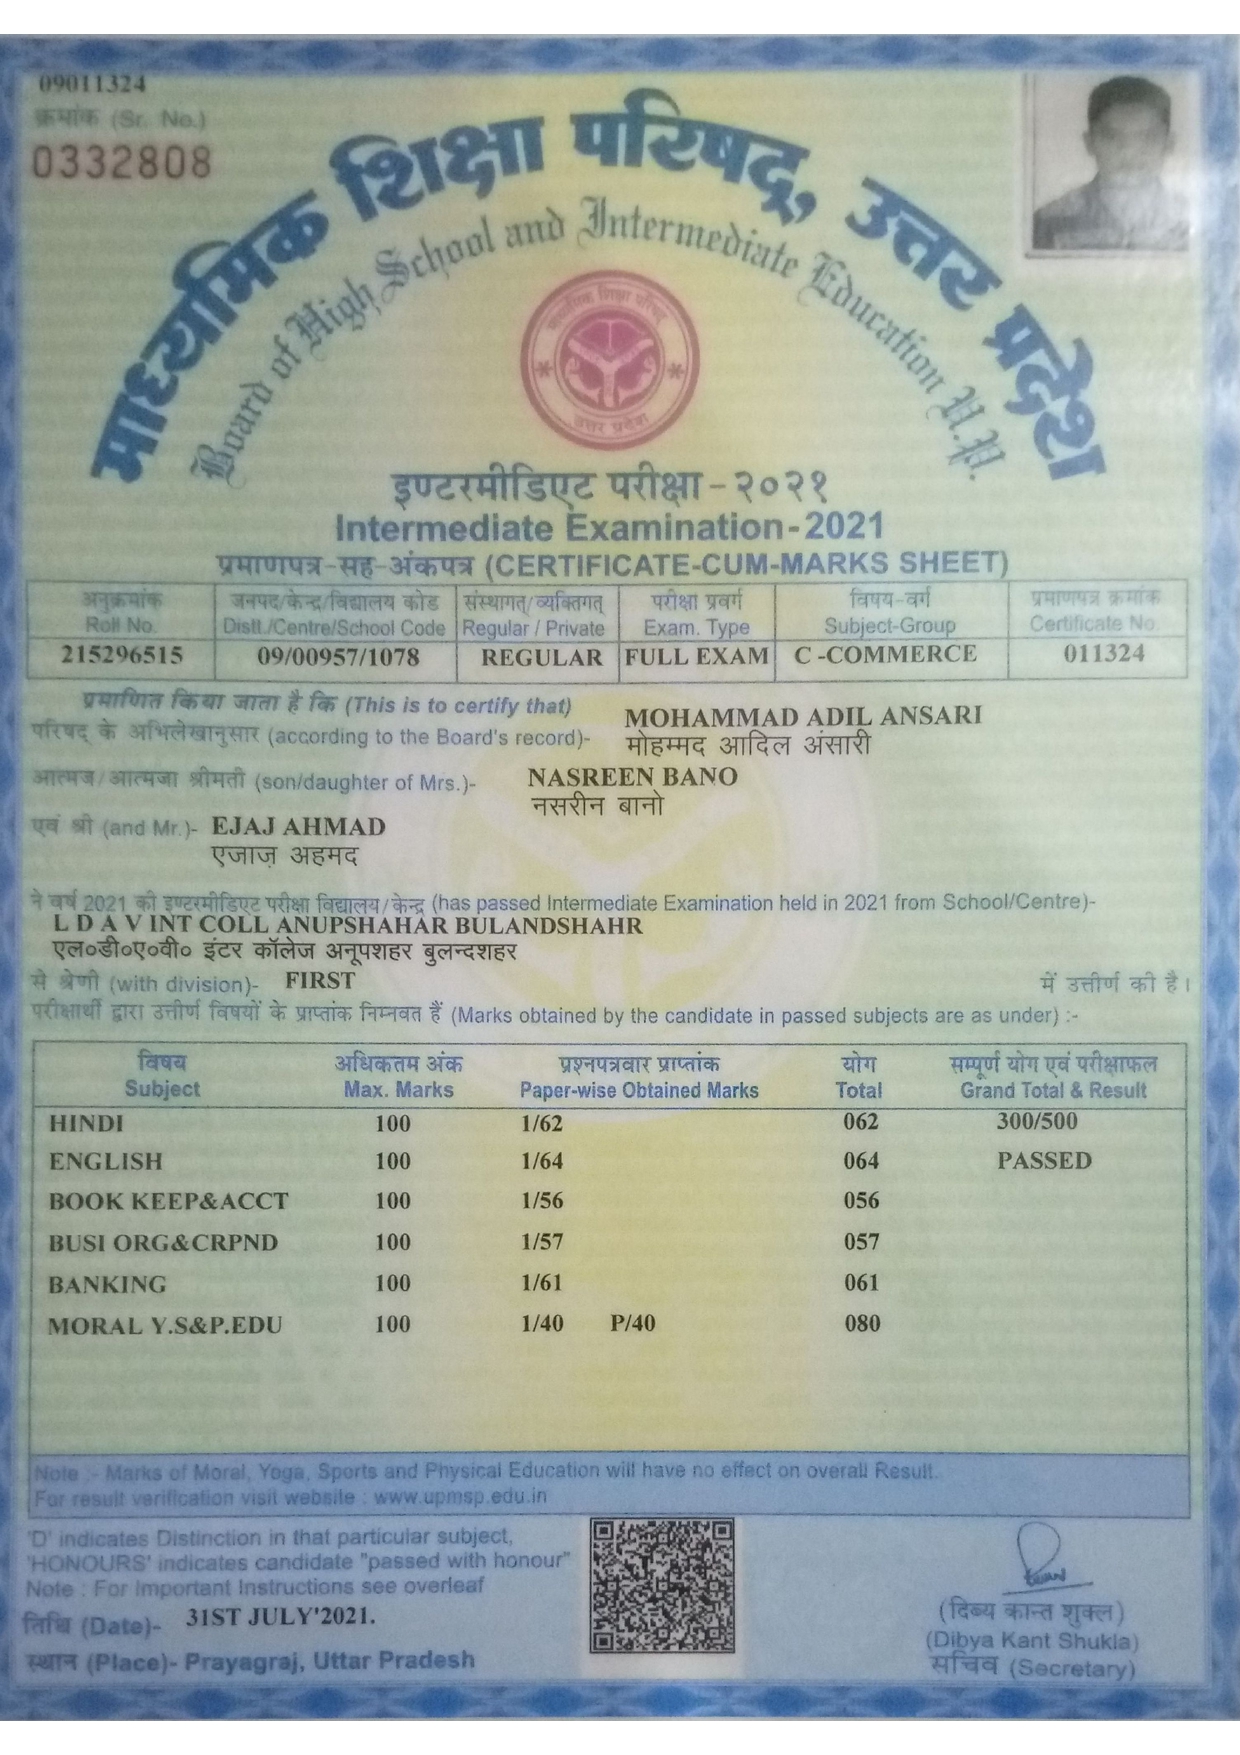 09011324
क्रमांक (Sr. No.)
0332808
माध्यमिक शिक्षा परिषद्, उत्तर प्रदेश
Board of High School and Intermediate Education U.P.
माध्यमिक शिक्षा परिषद्
उत्तर प्रदेश
इण्टरमीडिएट परीक्षा - २०२१
Intermediate Examination - 2021
प्रमाणपत्र-सह-अंकपत्र (CERTIFICATE-CUM-MARKS SHEET)
अनुक्रमांक जनपद/केन्द्र/विद्यालय कोड संस्थागत/व्यक्तिगत परीक्षा प्रवर्ग विषय-वर्ग प्रमाणपत्र क्रमांक
Roll No. Distt./Centre/School Code Regular / Private Exam. Type Subject-Group Certificate No.
215296515 09/00957/1078 REGULAR FULL EXAM C -COMMERCE 011324
प्रमाणित किया जाता है कि (This is to certify that)
परिषद् के अभिलेखानुसार (according to the Board's record)- MOHAMMAD ADIL ANSARI
मोहम्मद आदिल अंसारी
आत्मज/आत्मजा श्रीमती (son/daughter of Mrs.)- NASREEN BANO
नसरीन बानो
एवं श्री (and Mr.)- EJAJ AHMAD
एजाज़ अहमद
ने वर्ष 2021 की इण्टरमीडिएट परीक्षा विद्यालय/केन्द्र (has passed Intermediate Examination held in 2021 from School/Centre)-
L D A V INT COLL ANUPSHAHAR BULANDSHAHR
एल०डी०ए०वी० इंटर कॉलेज अनूपशहर बुलन्दशहर
से श्रेणी (with division)- FIRST में उत्तीर्ण की है।
परीक्षार्थी द्वारा उत्तीर्ण विषयों के प्राप्तांक निम्नवत हैं (Marks obtained by the candidate in passed subjects are as under) :-
विषय अधिकतम अंक प्रश्नपत्रवार प्राप्तांक योग सम्पूर्ण योग एवं परीक्षाफल
Subject Max. Marks Paper-wise Obtained Marks Total Grand Total & Result
HINDI 100 1/62 062 300/500
ENGLISH 100 1/64 064 PASSED
BOOK KEEP&ACCT 100 1/56 056
BUSI ORG&CRPND 100 1/57 057
BANKING 100 1/61 061
MORAL Y.S&P.EDU 100 1/40 P/40 080
Note :- Marks of Moral, Yoga, Sports and Physical Education will have no effect on overall Result.
For result verification visit website : www.upmsp.edu.in
'D' indicates Distinction in that particular subject,
'HONOURS' indicates candidate "passed with honour"
Note : For Important Instructions see overleaf
तिथि (Date)- 31ST JULY'2021.
स्थान (Place)- Prayagraj, Uttar Pradesh
(दिब्य कान्त शुक्ल)
(Dibya Kant Shukla)
सचिव (Secretary)